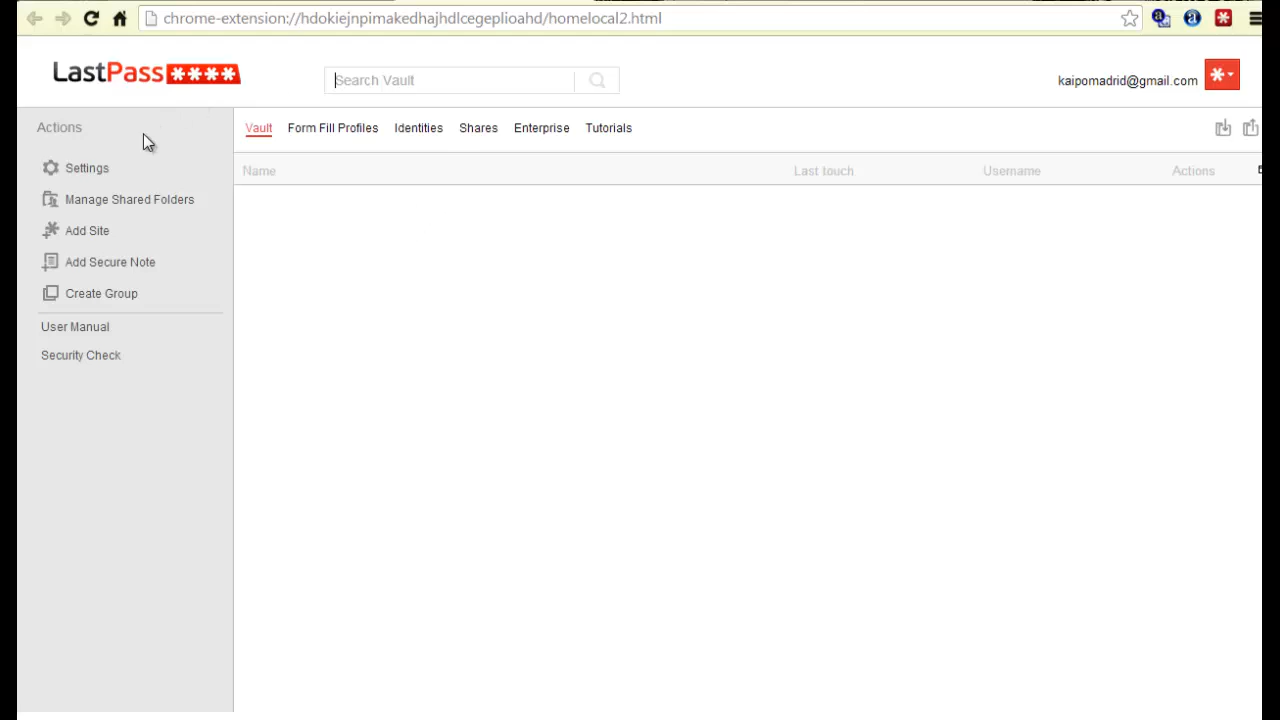 chrome-extension://hdokiejnpimakedhajhdlcegeplioahd/homelocal2.html
LastPass ****
Search Vault
kaipomadrid@gmail.com
Actions
Vault Form Fill Profiles Identities Shares Enterprise Tutorials
Name Last touch Username Actions
Settings
Manage Shared Folders
Add Site
Add Secure Note
Create Group
User Manual
Security Check